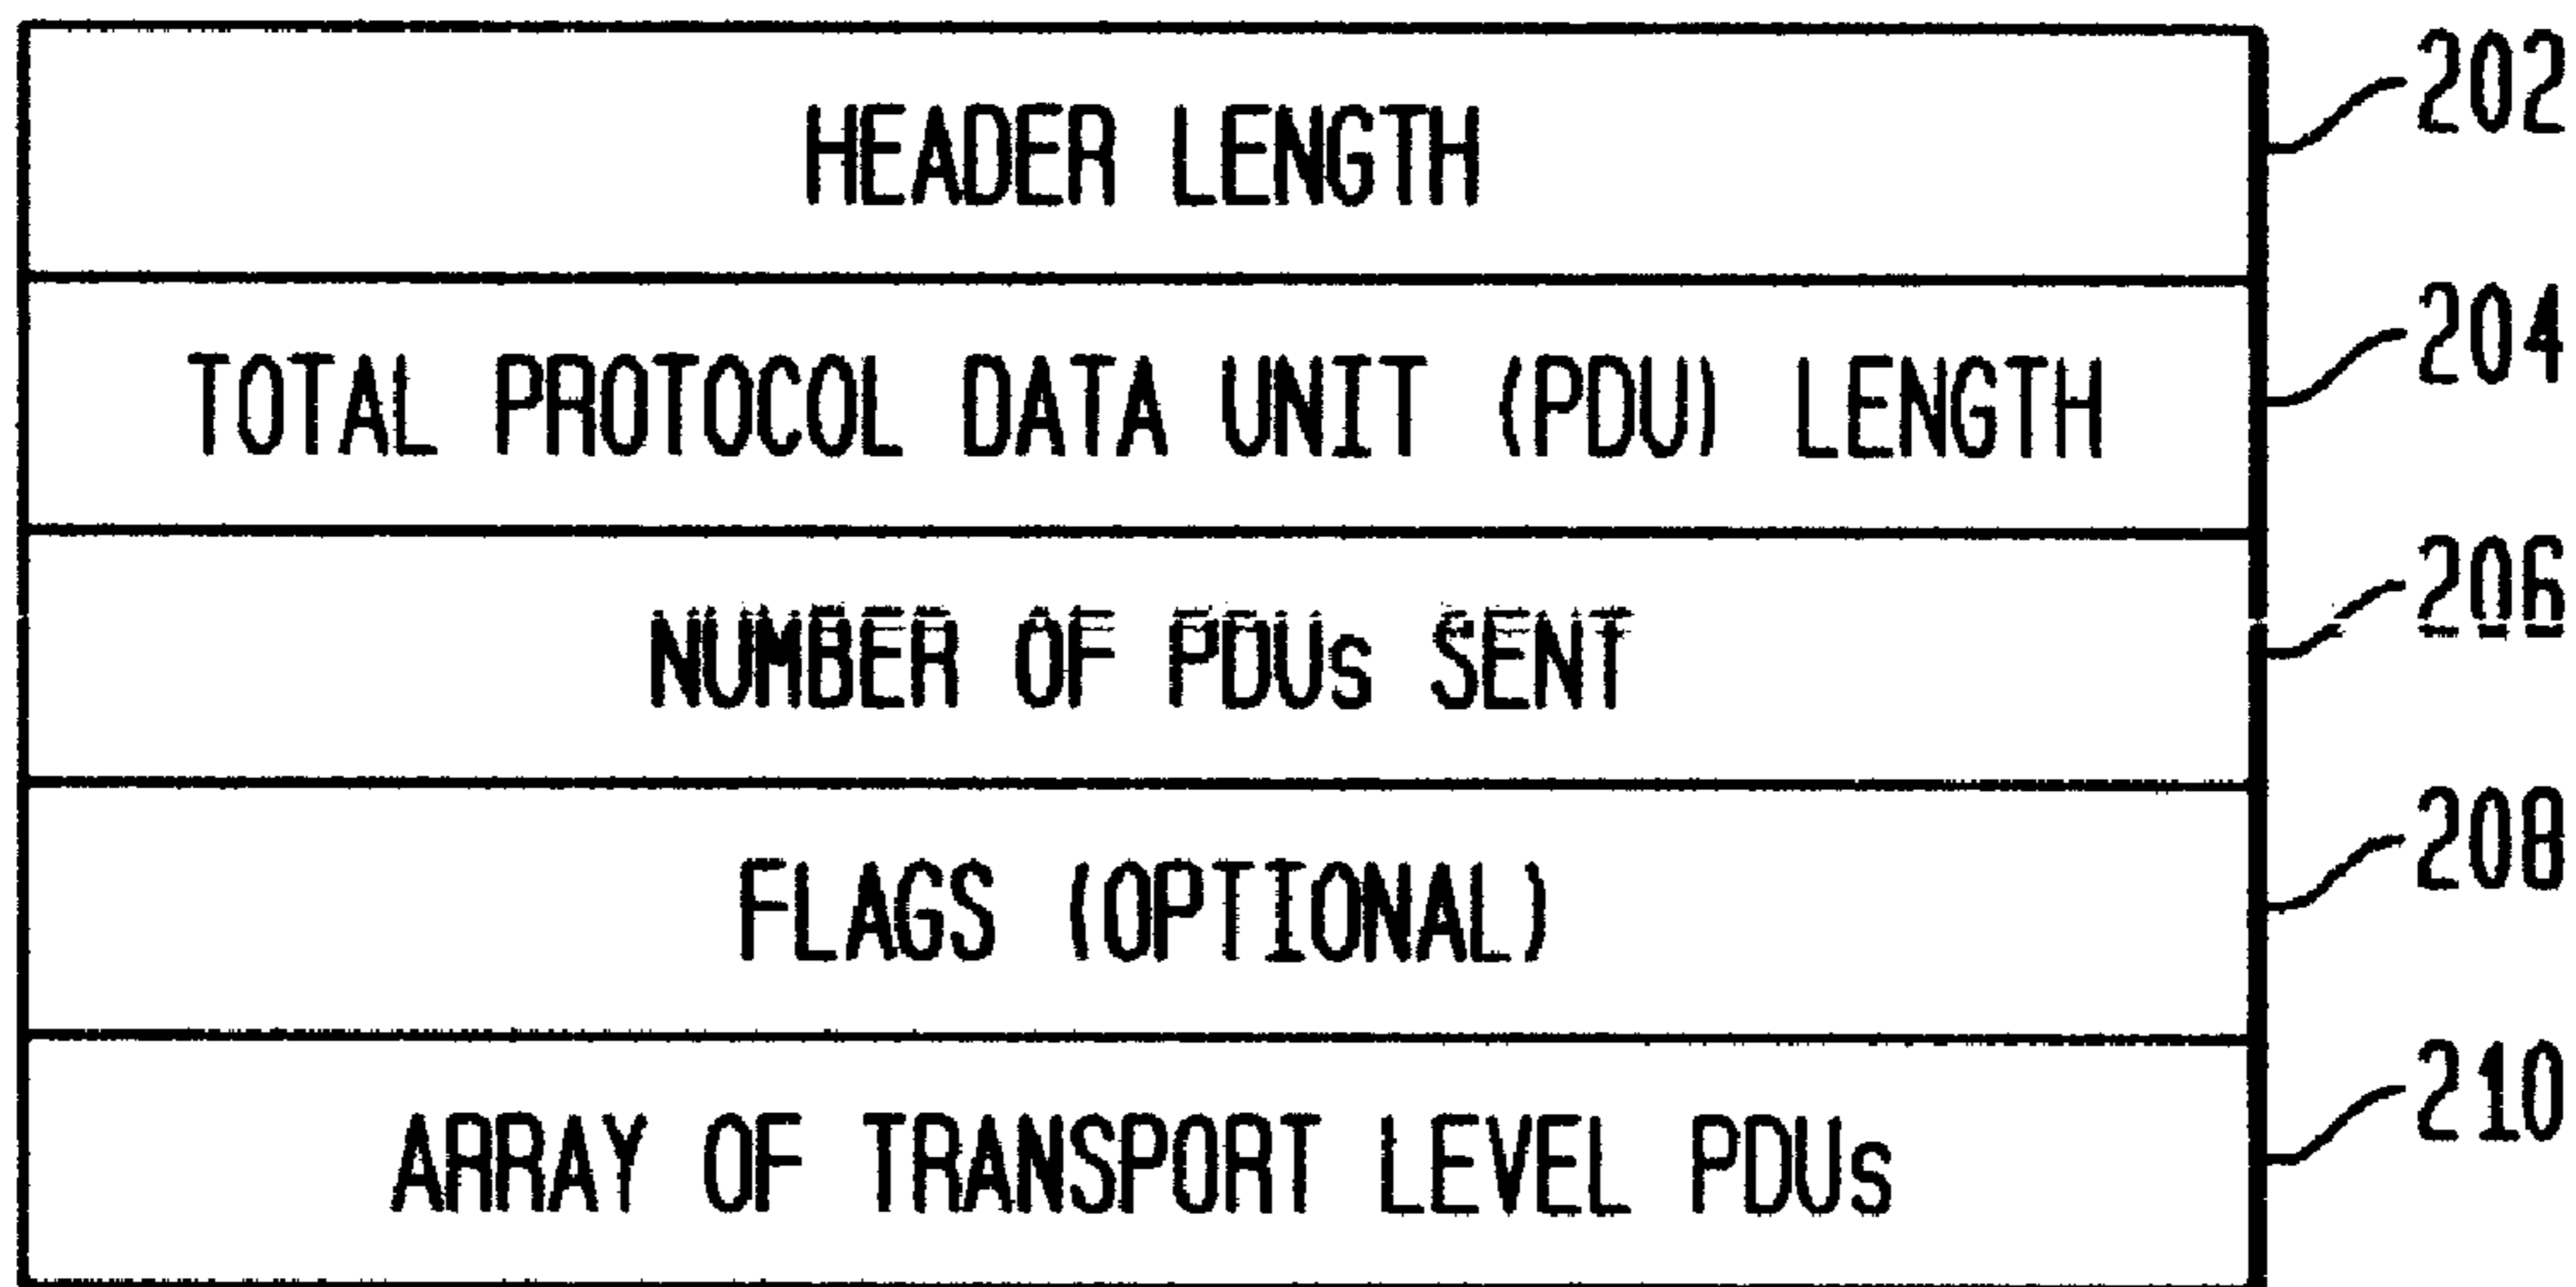 HEADER LENGTH 202
TOTAL PROTOCOL DATA UNIT (PDU) LENGTH 204
NUMBER OF PDUs SENT 206
FLAGS (OPTIONAL) 208
ARRAY OF TRANSPORT LEVEL PDUs 210